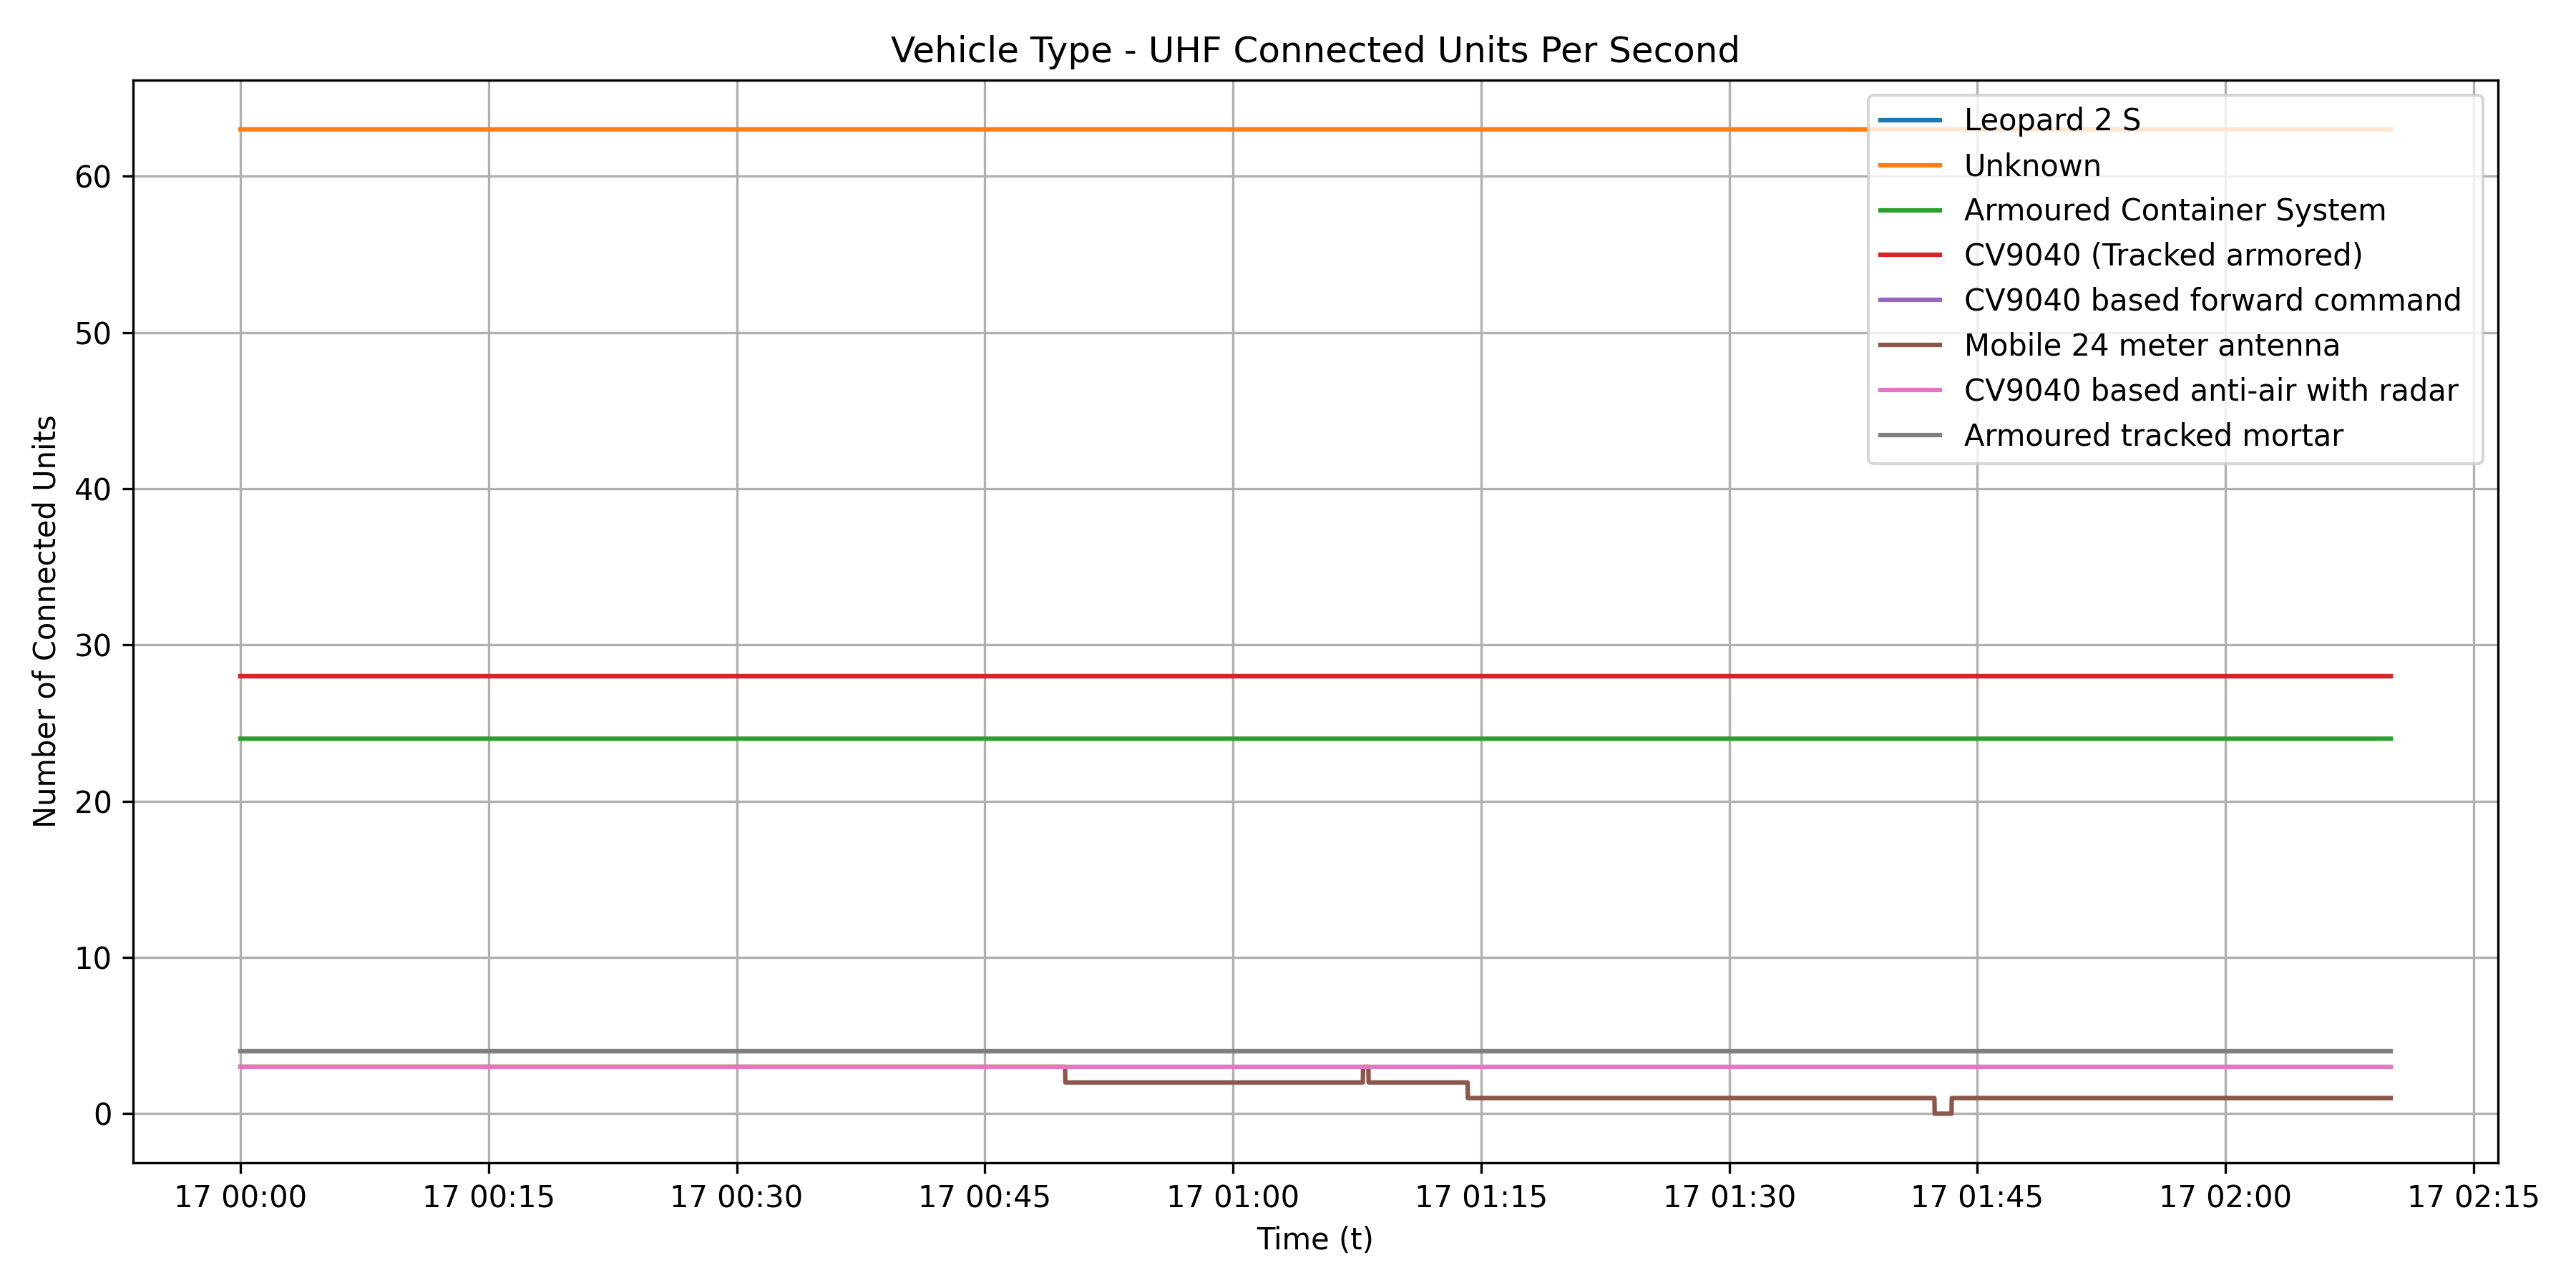 Vehicle Type - UHF Connected Units Per Second
Leopard 2 S
Unknown
Armoured Container System
CV9040 (Tracked armored)
CV9040 based forward command
Mobile 24 meter antenna
CV9040 based anti-air with radar
Armoured tracked mortar
Number of Connected Units
60
50
40
30
20
10
0
17 00:00 17 00:15 17 00:30 17 00:45 17 01:00 17 01:15 17 01:30 17 01:45 17 02:00 17 02:15
Time (t)